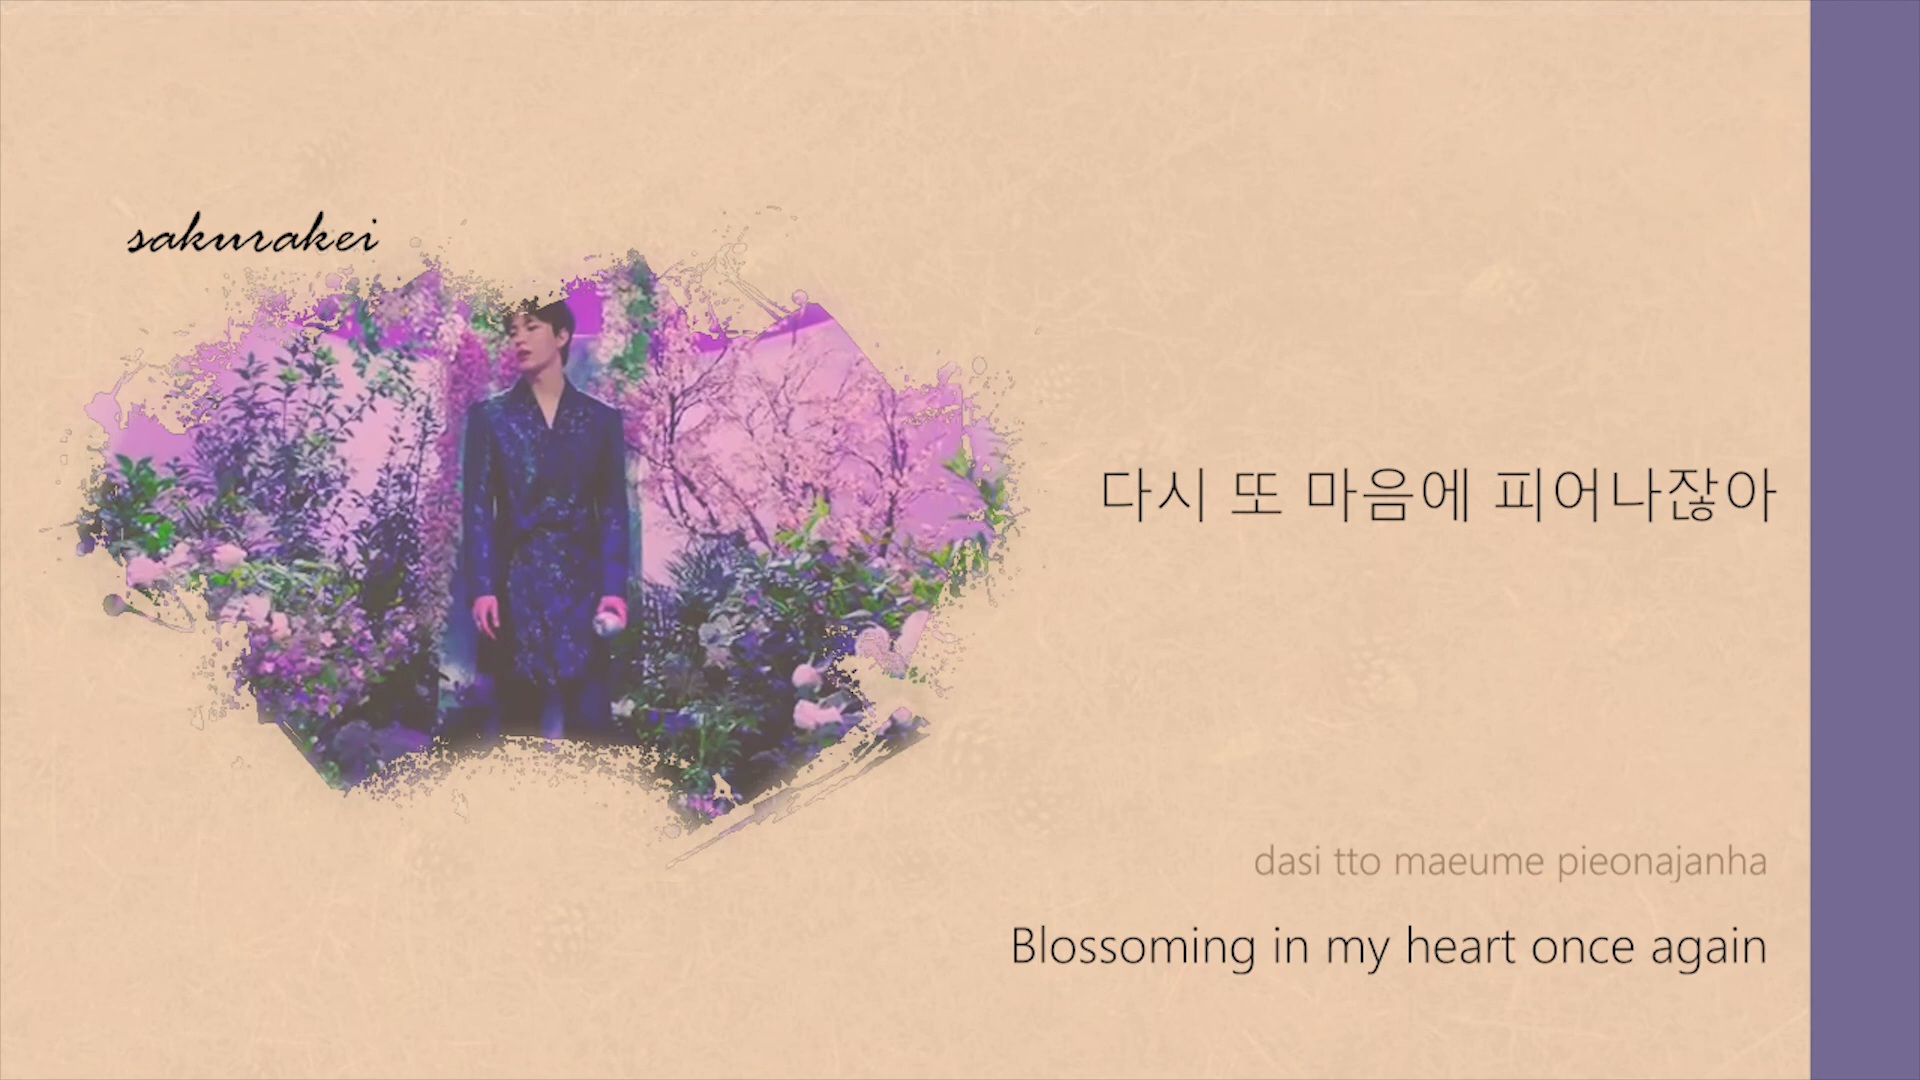 sakurakei
다시 또 마음에 피어나잖아
dasi tto maeume pieonajanha
Blossoming in my heart once again